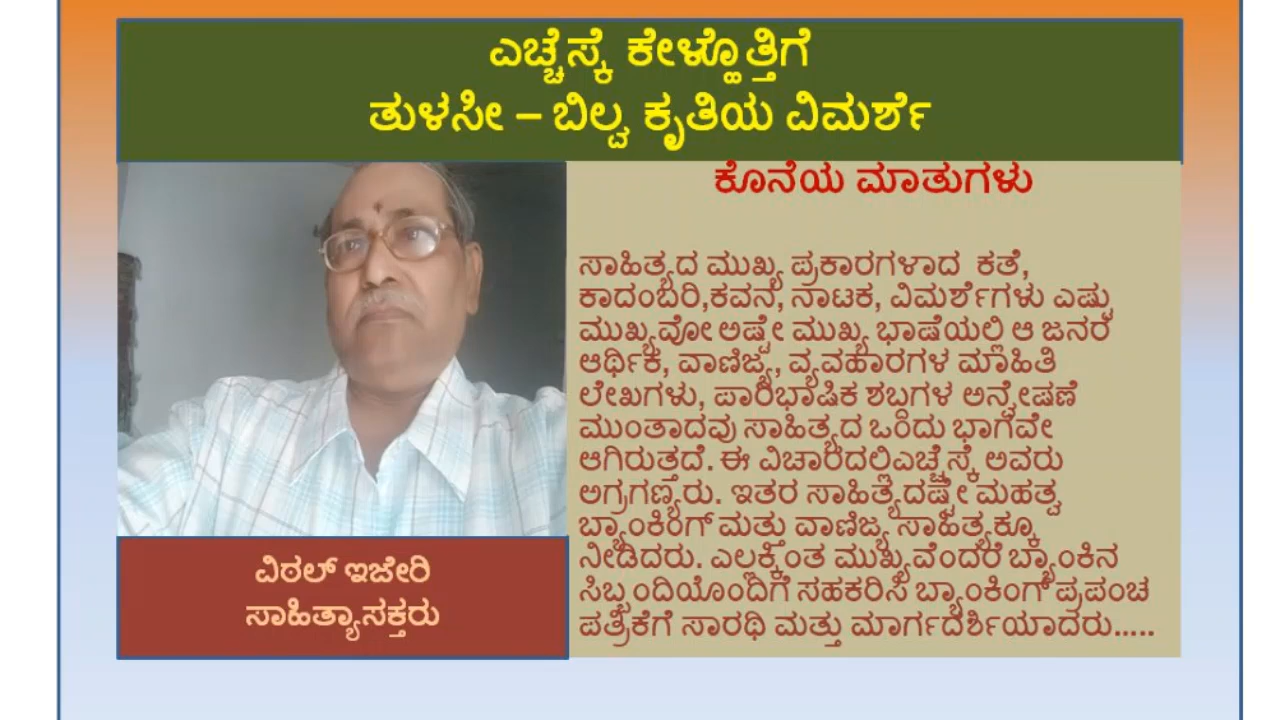 ಎಚ್ಚೆಸ್ಕೆ ಕೇಳ್ಹೊತ್ತಿಗೆ
ತುಳಸೀ – ಬಿಲ್ವ ಕೃತಿಯ ವಿಮರ್ಶೆ
ಕೊನೆಯ ಮಾತುಗಳು
ಸಾಹಿತ್ಯದ ಮುಖ್ಯ ಪ್ರಕಾರಗಳಾದ ಕತೆ,
ಕಾದಂಬರಿ,ಕವನ, ನಾಟಕ, ವಿಮರ್ಶೆಗಳು ಎಷ್ಟು
ಮುಖ್ಯವೋ ಅಷ್ಟೇ ಮುಖ್ಯ ಭಾಷೆಯಲ್ಲಿ ಆ ಜನರ
ಆರ್ಥಿಕ, ವಾಣಿಜ್ಯ, ವ್ಯವಹಾರಗಳ ಮಾಹಿತಿ
ಲೇಖಗಳು, ಪಾರಿಭಾಷಿಕ ಶಬ್ದಗಳ ಅನ್ವೇಷಣೆ
ಮುಂತಾದವು ಸಾಹಿತ್ಯದ ಒಂದು ಭಾಗವೇ
ಆಗಿರುತ್ತದೆ. ಈ ವಿಚಾರದಲ್ಲಿಎಚ್ಚೆಸ್ಕೆ ಅವರು
ಅಗ್ರಗಣ್ಯರು. ಇತರ ಸಾಹಿತ್ಯದಷ್ಟೇ ಮಹತ್ವ
ಬ್ಯಾಂಕಿಂಗ್ ಮತ್ತು ವಾಣಿಜ್ಯ ಸಾಹಿತ್ಯಕ್ಕೂ
ನೀಡಿದರು. ಎಲ್ಲಕ್ಕಿಂತ ಮುಖ್ಯವೆಂದರೆ ಬ್ಯಾಂಕಿನ
ಸಿಬ್ಬಂದಿಯೊಂದಿಗೆ ಸಹಕರಿಸಿ ಬ್ಯಾಂಕಿಂಗ್ ಪ್ರಪಂಚ
ಪತ್ರಿಕೆಗೆ ಸಾರಥಿ ಮತ್ತು ಮಾರ್ಗದರ್ಶಿಯಾದರು.....
ವಿಠಲ್ ಇಜೇರಿ
ಸಾಹಿತ್ಯಾಸಕ್ತರು